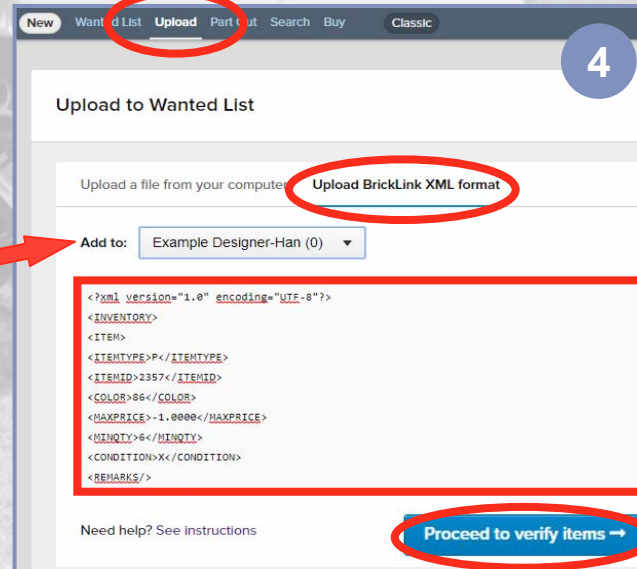 New Wanted List Upload Part Out Search Buy Classic
4
Upload to Wanted List
Upload a file from your computer Upload BrickLink XML format
Add to: Example Designer-Han (0)
<?xml version="1.0" encoding="UTF-8"?>
<INVENTORY>
<ITEM>
<ITEMTYPE>P</ITEMTYPE>
<ITEMID>2357</ITEMID>
<COLOR>86</COLOR>
<MAXPRICE>-1.0000</MAXPRICE>
<MINQTY>6</MINQTY>
<CONDITION>X</CONDITION>
<REMARKS/>
Need help? See instructions Proceed to verify items →